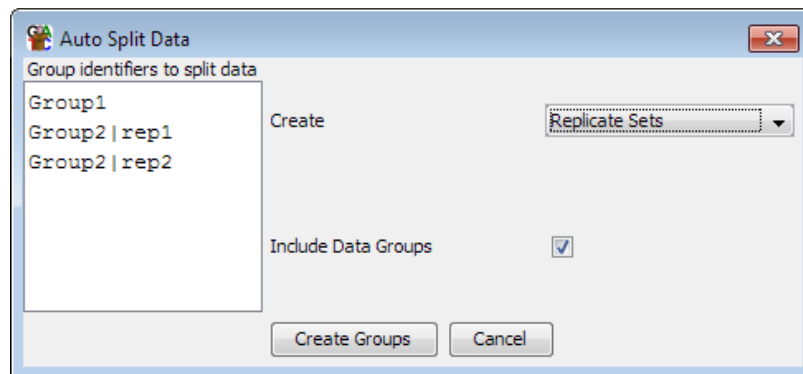 Auto Split Data
Group identifiers to split data
Group1
Group2|rep1
Group2|rep2
Create
Replicate Sets
Include Data Groups
Create Groups
Cancel